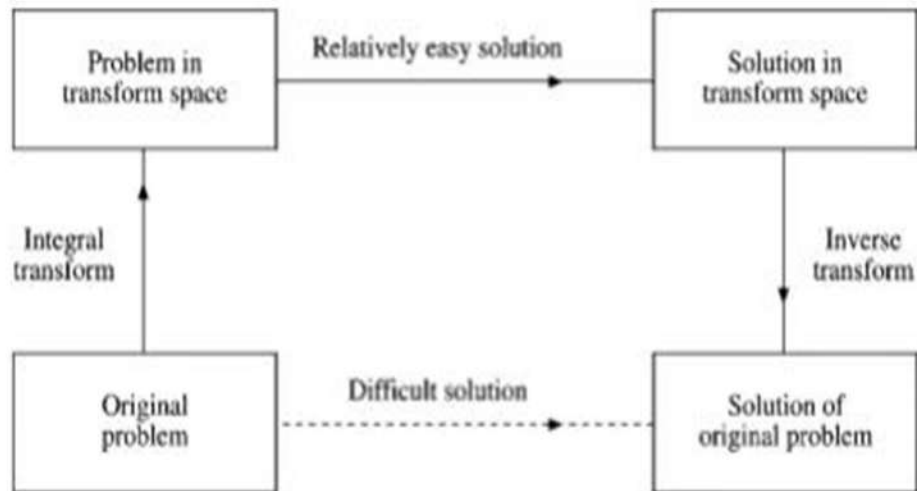 Problem in
transform space
Relatively easy solution
Solution in
transform space
Integral
transform
Inverse
transform
Original
problem
Difficult solution
Solution of
original problem